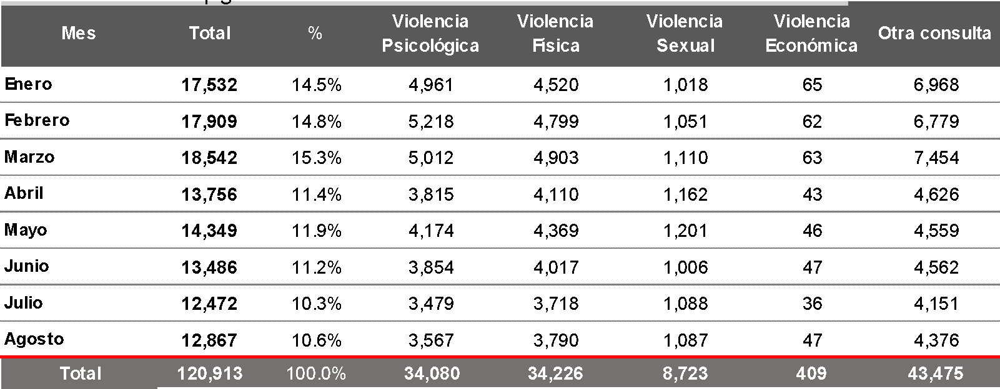 Mes Total % Violencia Psicológica Violencia Física Violencia Sexual Violencia Económica Otra consulta
Enero 17,532 14.5% 4,961 4,520 1,018 65 6,968
Febrero 17,909 14.8% 5,218 4,799 1,051 62 6,779
Marzo 18,542 15.3% 5,012 4,903 1,110 63 7,454
Abril 13,756 11.4% 3,815 4,110 1,162 43 4,626
Mayo 14,349 11.9% 4,174 4,369 1,201 46 4,559
Junio 13,486 11.2% 3,854 4,017 1,006 47 4,562
Julio 12,472 10.3% 3,479 3,718 1,088 36 4,151
Agosto 12,867 10.6% 3,567 3,790 1,087 47 4,376
Total 120,913 100.0% 34,080 34,226 8,723 409 43,475